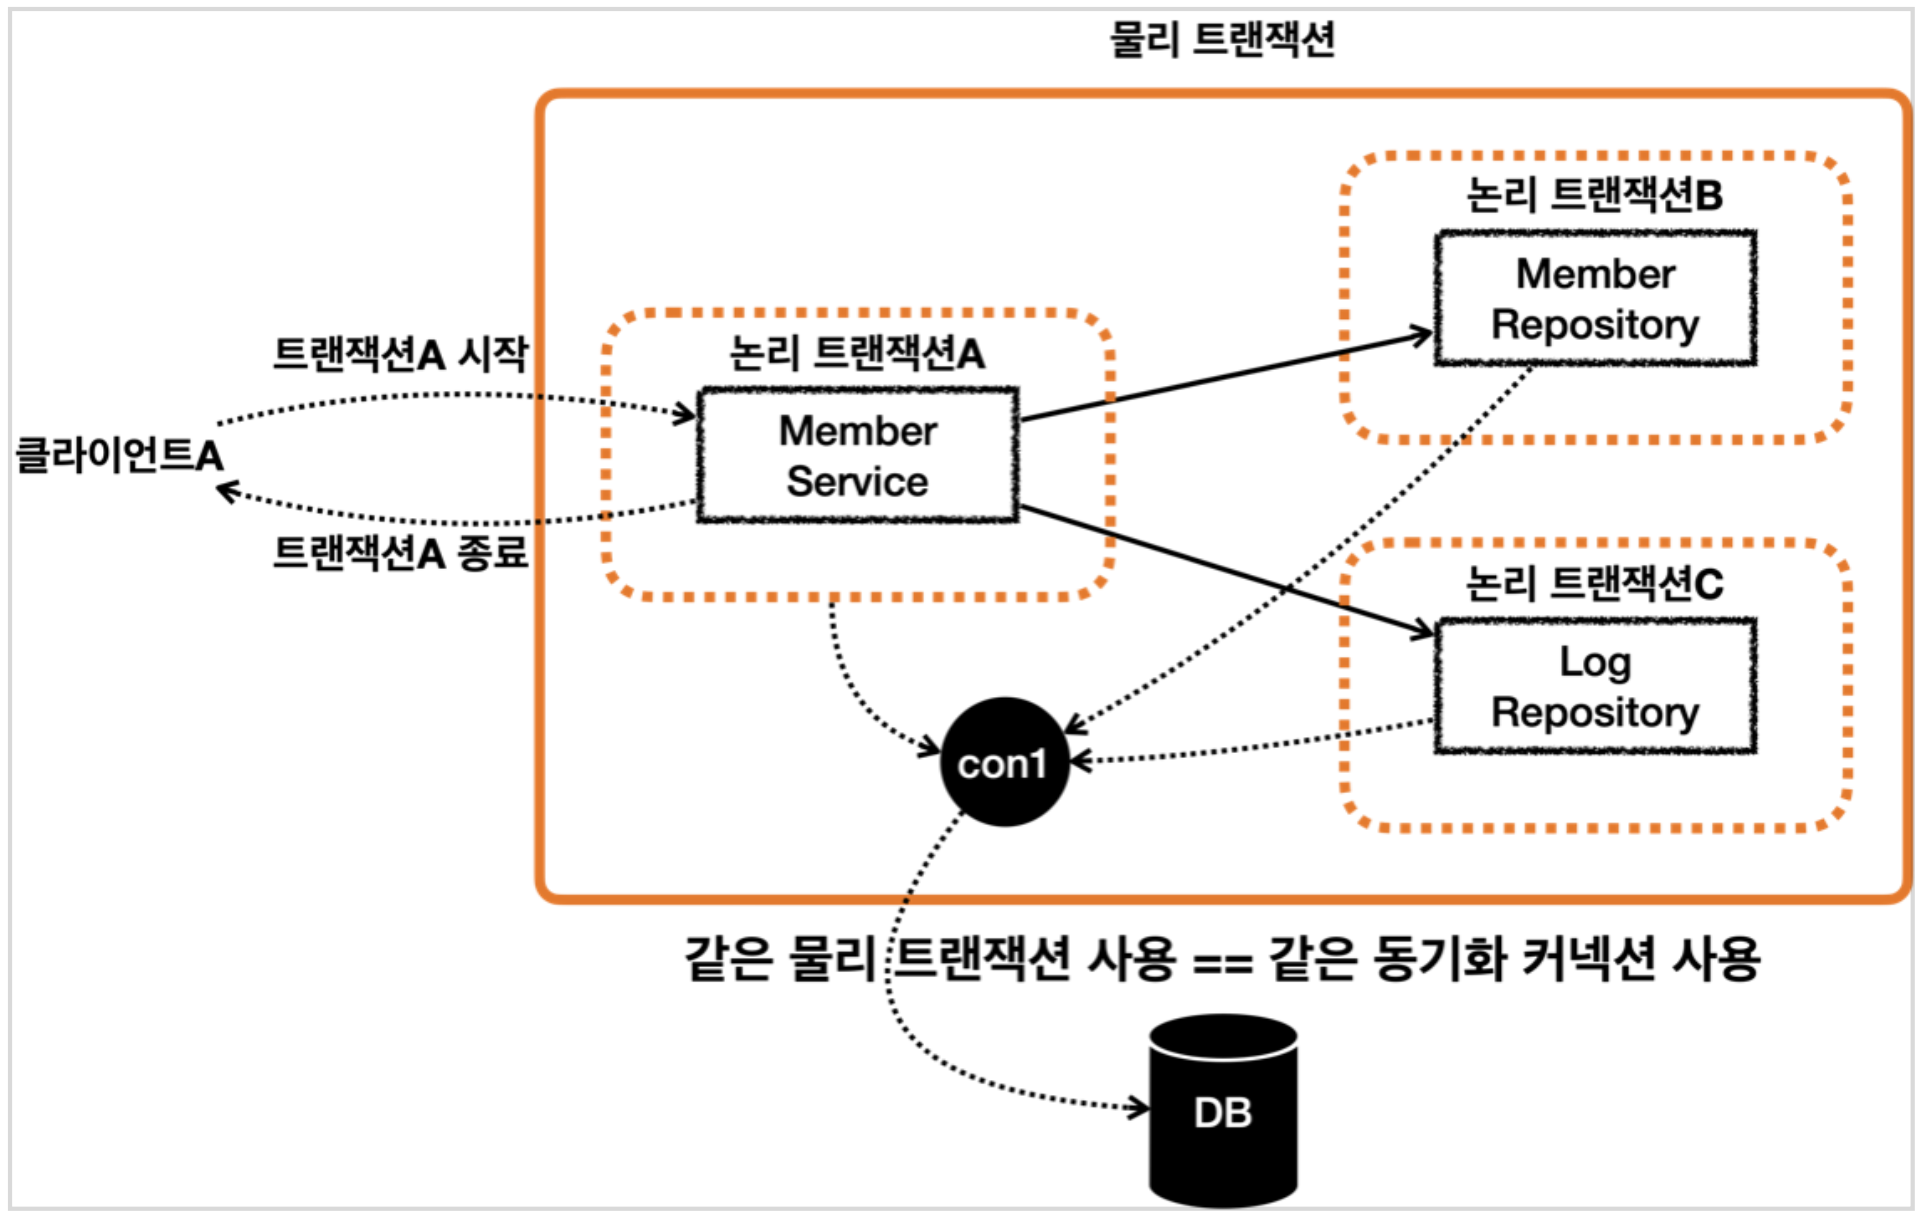 물리 트랜잭션
논리 트랜잭션B
Member
Repository
트랜잭션A 시작
논리 트랜잭션A
Member
Service
클라이언트A
트랜잭션A 종료
논리 트랜잭션C
Log
Repository
con1
같은 물리 트랜잭션 사용 == 같은 동기화 커넥션 사용
DB